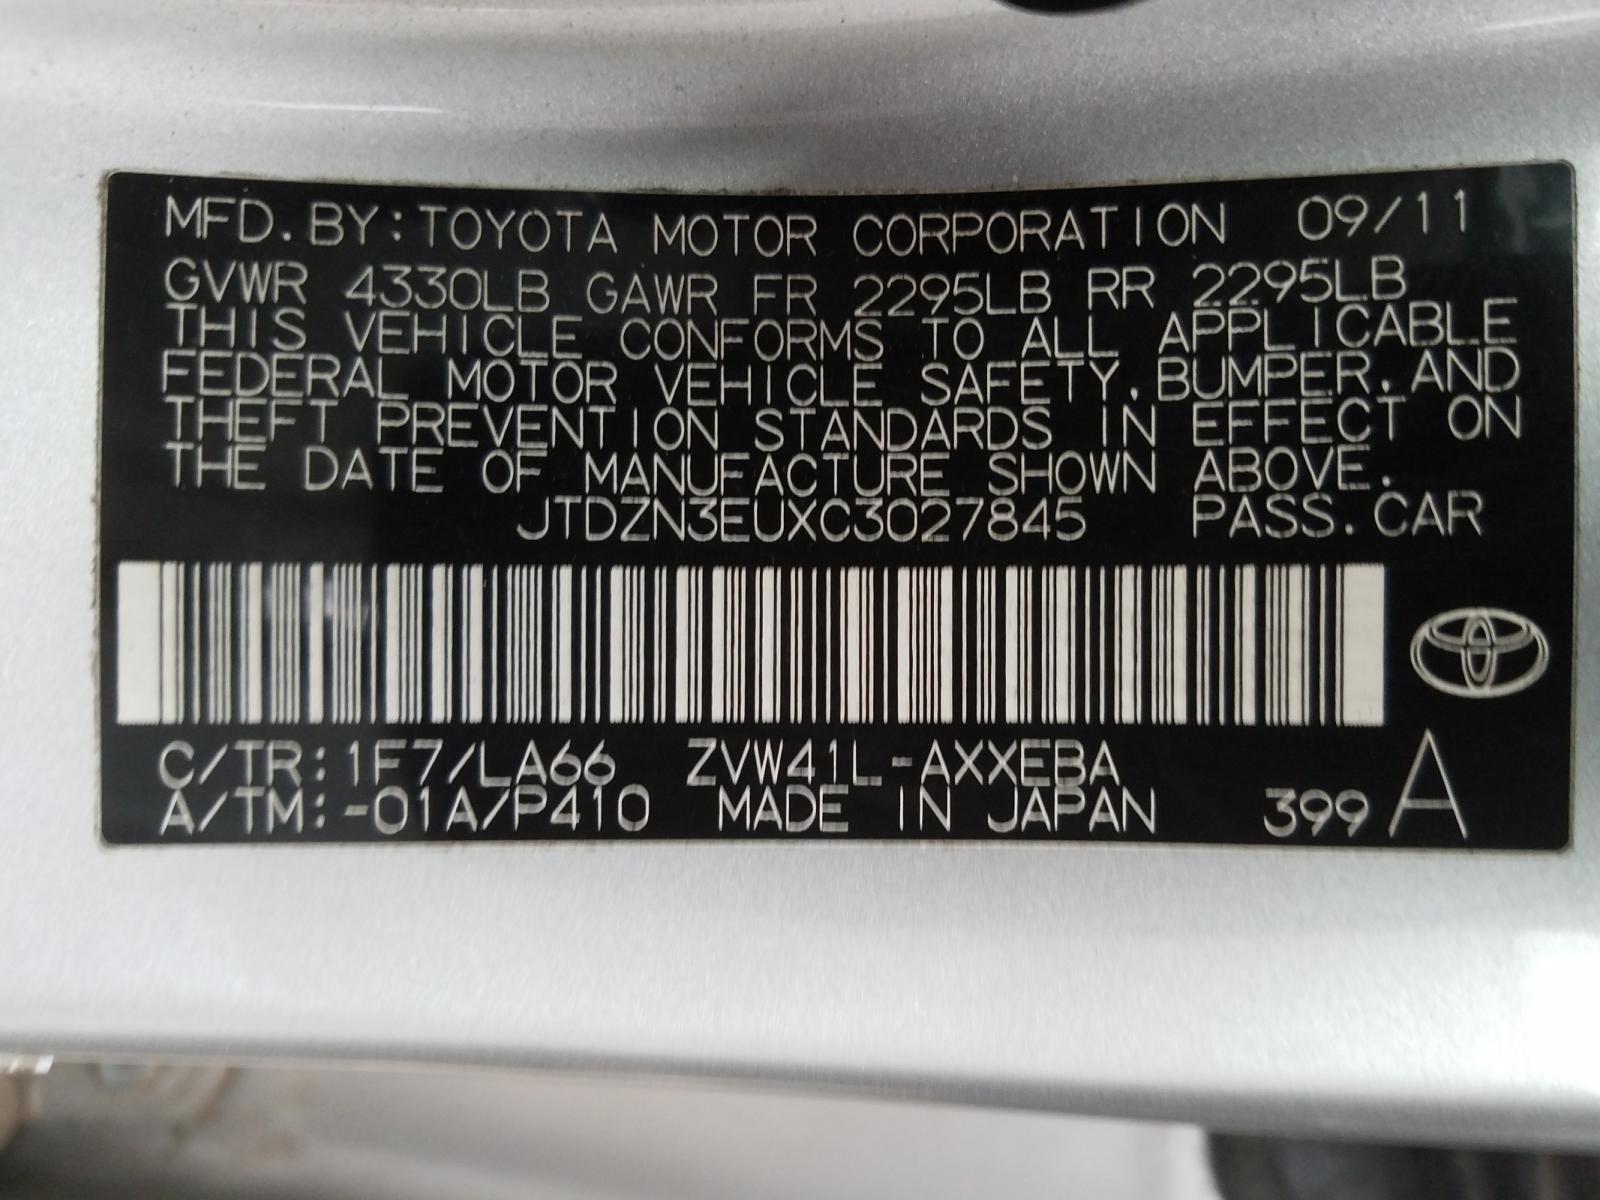 MFD. BY: TOYOTA MOTOR CORPORATION 09/11
GVWR 4330LB GAWR FR 2295LB RR 2295LB
THIS VEHICLE CONFORMS TO ALL APPLICABLE
FEDERAL MOTOR VEHICLE SAFETY, BUMPER, AND
THEFT PREVENTION STANDARDS IN EFFECT ON
THE DATE OF MANUFACTURE SHOWN ABOVE.
JTDZN3EUXC3027845 PASS. CAR
C/TR: 1F7/LA66 ZVW41L-AXXEBA
A/TM: -01A/P410 MADE IN JAPAN 399 A